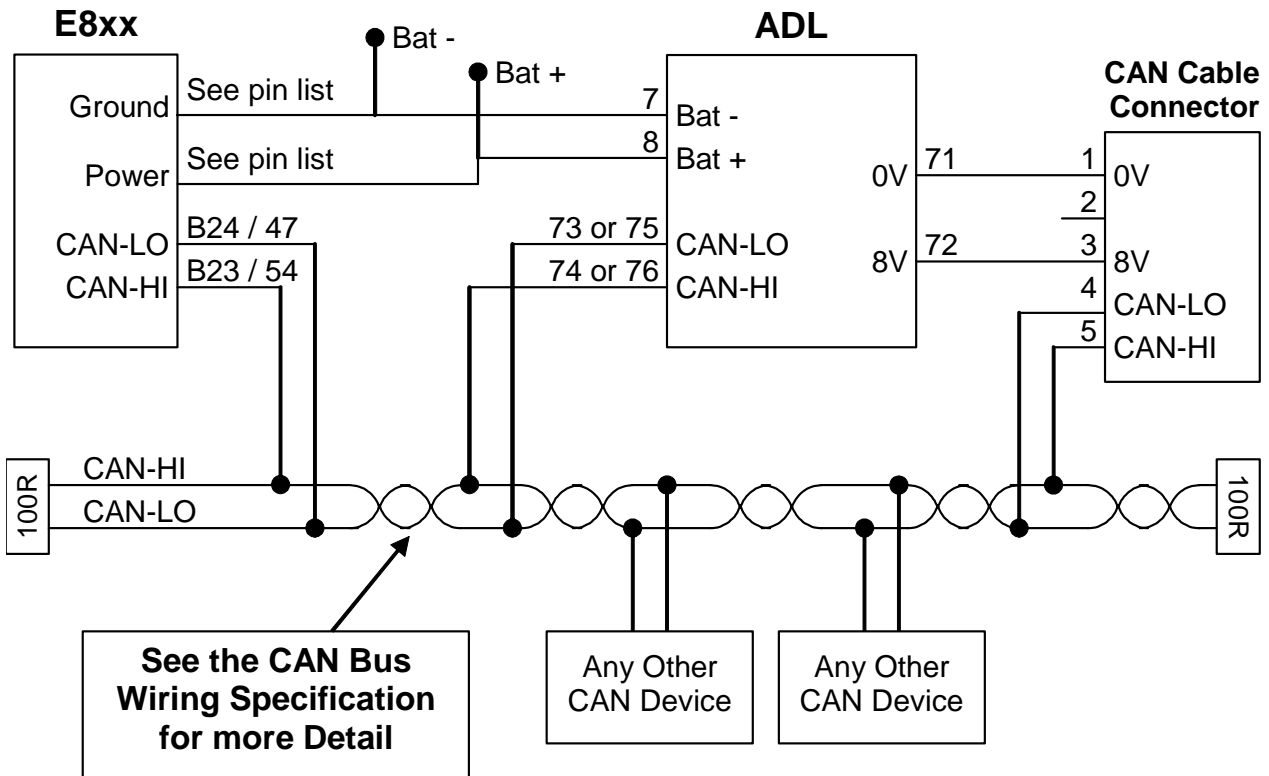 E8xx
Bat -
Bat +
ADL
CAN Cable
Connector
Ground
See pin list
Power
See pin list
CAN-LO
B24 / 47
CAN-HI
B23 / 54
7
Bat -
8
Bat +
73 or 75
CAN-LO
74 or 76
CAN-HI
0V
71
8V
72
1
0V
2
3
8V
4
CAN-LO
5
CAN-HI
100R
CAN-HI
CAN-LO
100R
See the CAN Bus
Wiring Specification
for more Detail
Any Other
CAN Device
Any Other
CAN Device